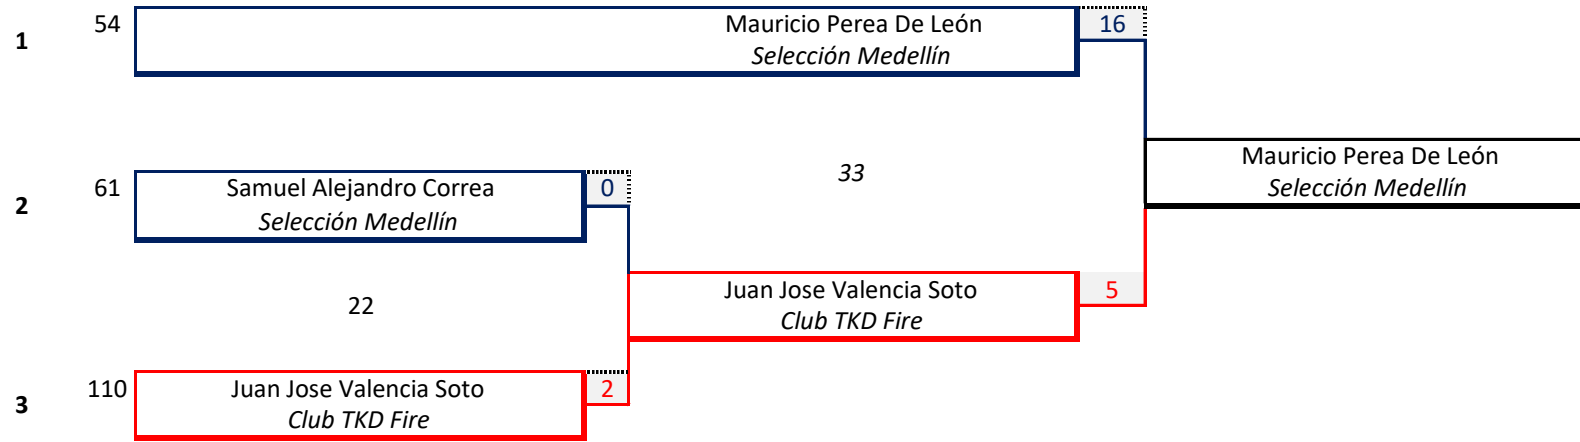 1 54 Mauricio Perea De León 16
Selección Medellín
33
Mauricio Perea De León
Selección Medellín
2 61 Samuel Alejandro Correa 0
Selección Medellín
22
Juan Jose Valencia Soto 5
Club TKD Fire
3 110 Juan Jose Valencia Soto 2
Club TKD Fire